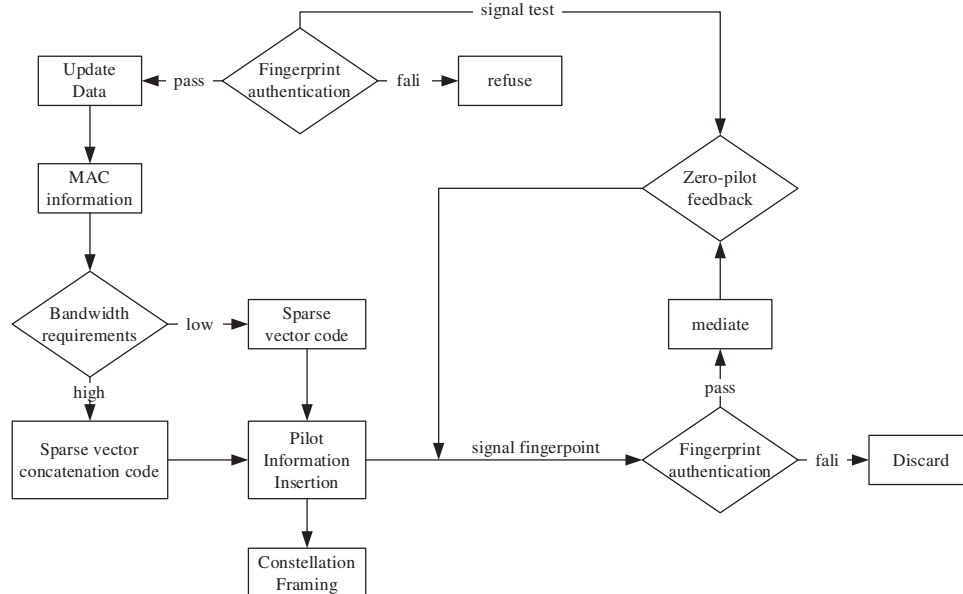 signal test
Update
Data
pass
Fingerprint
authentication
fali
refuse
MAC
information
Zero-pilot
feedback
Bandwidth
requirements
low
Sparse
vector code
mediate
high
pass
Sparse vector
concatenation code
Pilot
Information
Insertion
signal fingerpoint
Fingerprint
authentication
fali
Discard
Constellation
Framing